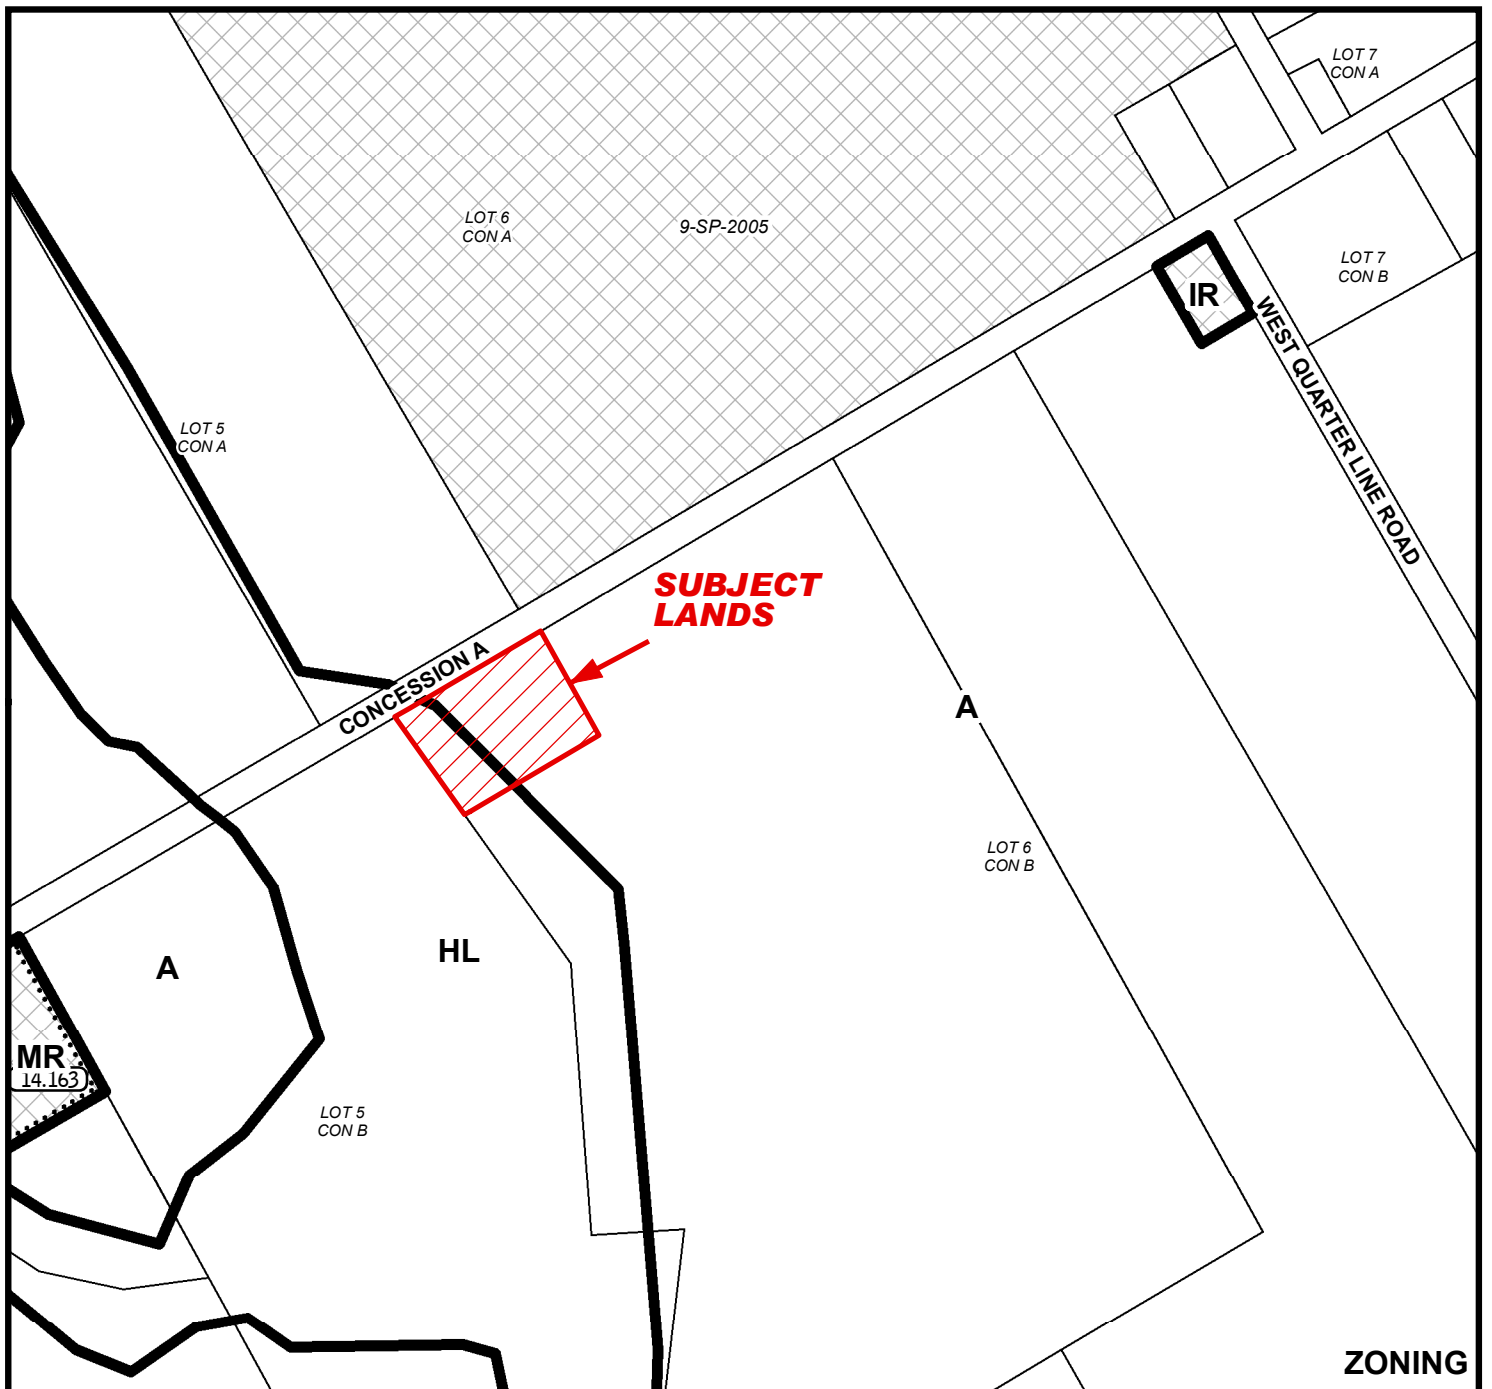 LOT 7
CON A
LOT 6
CON A
9-SP-2005
LOT 7
CON B
IR
WEST QUARTER LINE ROAD
LOT 5
CON A
SUBJECT
LANDS
CONCESSION A
A
LOT 6
CON B
HL
A
MR
14.163
LOT 5
CON B
ZONING